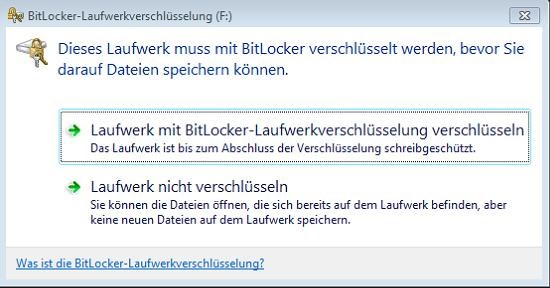 BitLocker-Laufwerkverschlüsselung (F:)
Dieses Laufwerk muss mit BitLocker verschlüsselt werden, bevor Sie
darauf Dateien speichern können.
Laufwerk mit BitLocker-Laufwerkverschlüsselung verschlüsseln
Das Laufwerk ist bis zum Abschluss der Verschlüsselung schreibgeschützt.
Laufwerk nicht verschlüsseln
Sie können die Dateien öffnen, die sich bereits auf dem Laufwerk befinden, aber
keine neuen Dateien auf dem Laufwerk speichern.
Was ist die BitLocker-Laufwerkverschlüsselung?